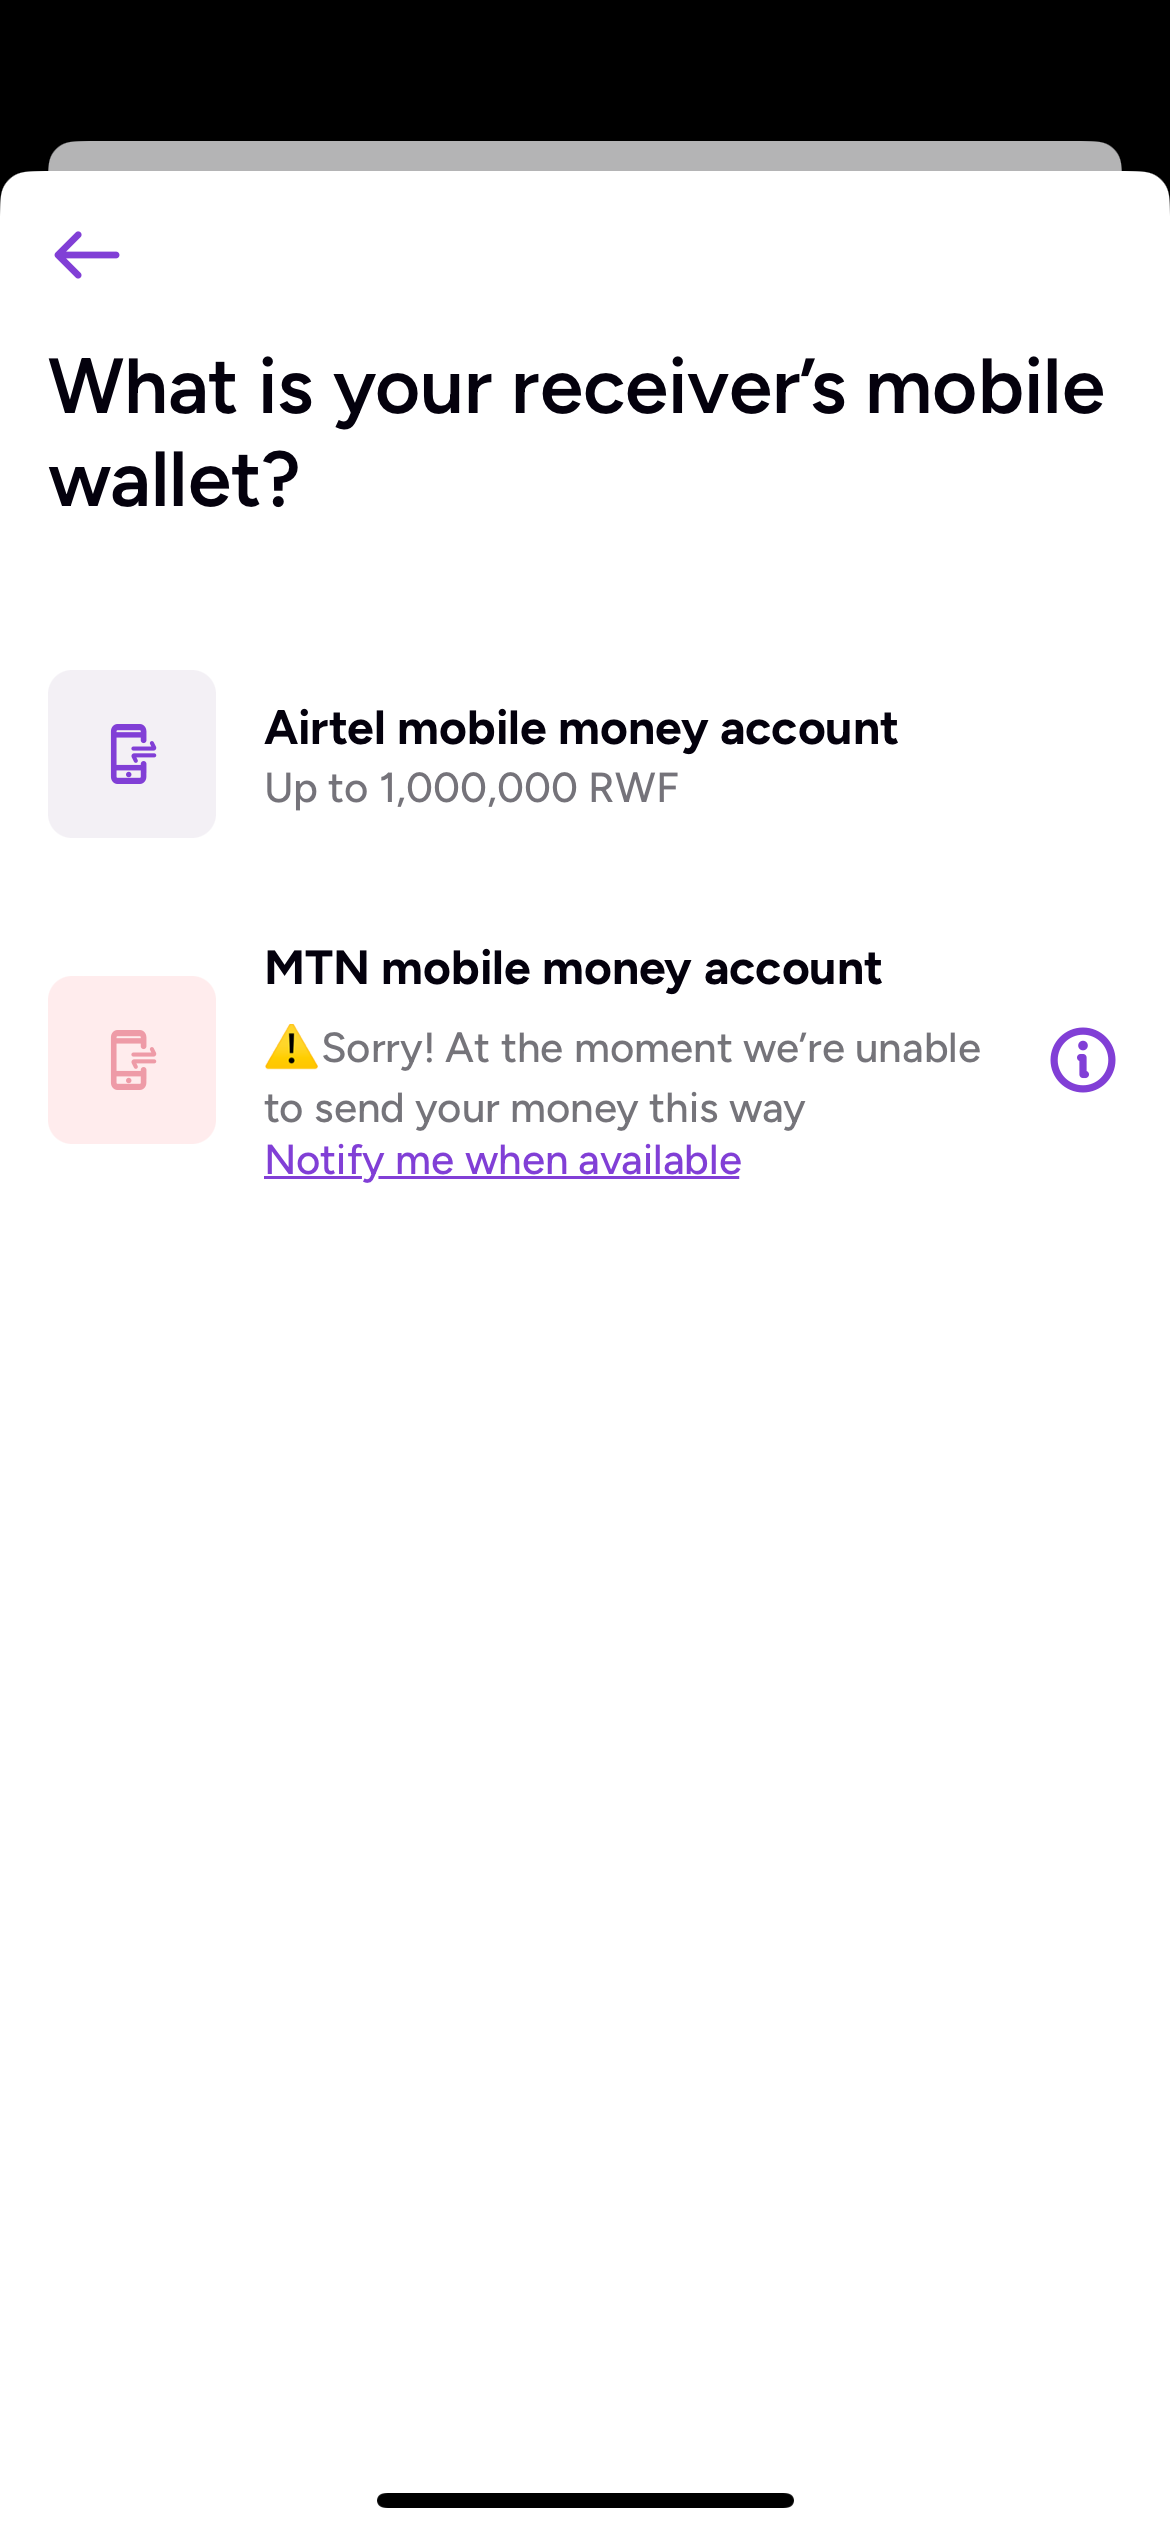 What is your receiver’s mobile
wallet?
Airtel mobile money account
Up to 1,000,000 RWF
MTN mobile money account
⚠️Sorry! At the moment we’re unable
to send your money this way
Notify me when available